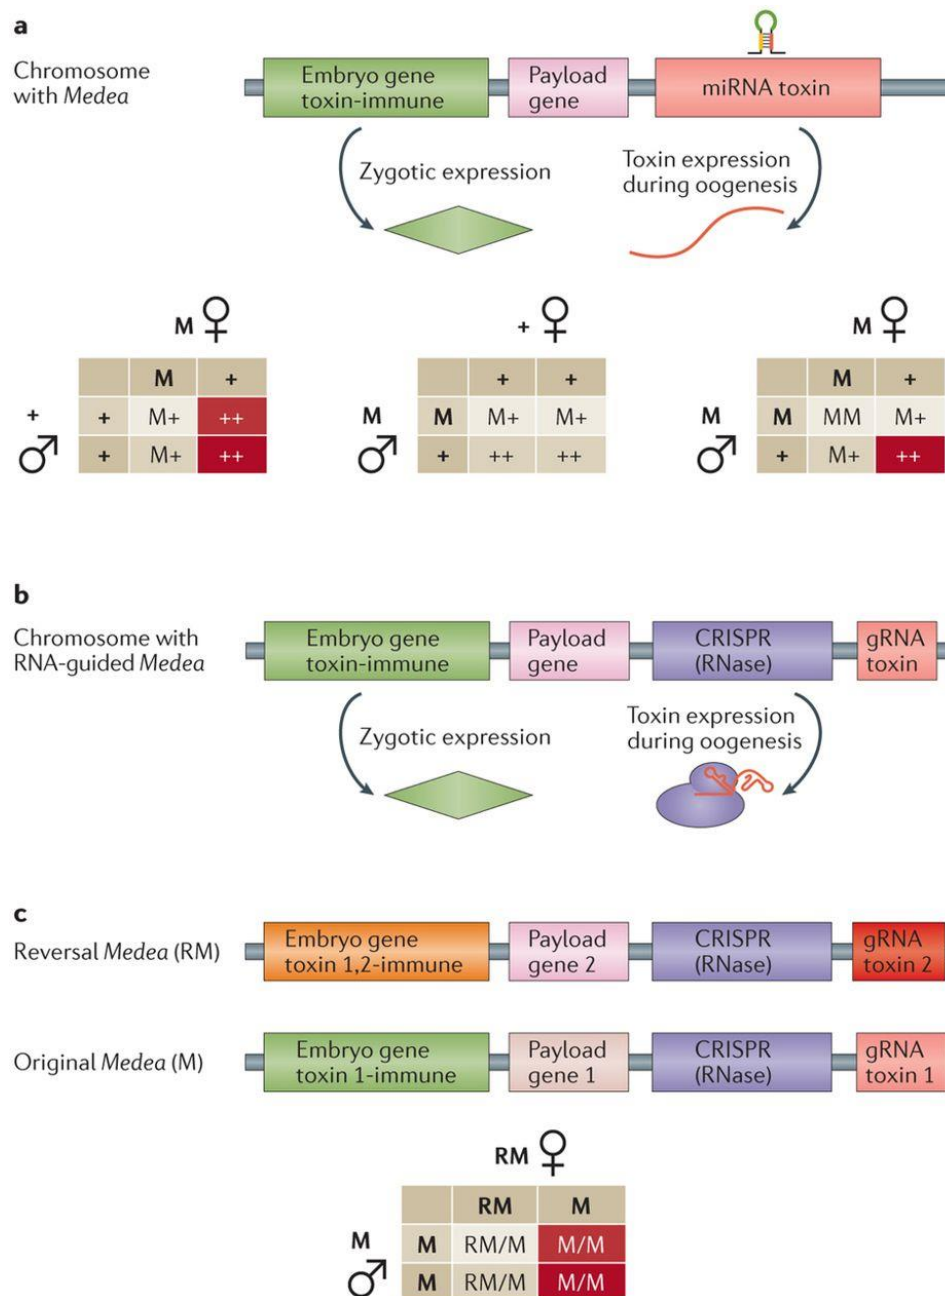 a
Chromosome
with Medea
Embryo gene
toxin-immune
Payload
gene
miRNA toxin
Zygotic expression
Toxin expression
during oogenesis
M ♀
M +
+ ♂
+ M+ ++
+ M+ ++
+ ♀
+ +
M ♂
M M+ M+
+ ++ ++
M ♀
M +
M ♂
M MM M+
+ M+ ++
b
Chromosome with
RNA-guided Medea
Embryo gene
toxin-immune
Payload
gene
CRISPR
(RNase)
gRNA
toxin
Zygotic expression
Toxin expression
during oogenesis
c
Reversal Medea (RM)
Embryo gene
toxin 1,2-immune
Payload
gene 2
CRISPR
(RNase)
gRNA
toxin 2
Original Medea (M)
Embryo gene
toxin 1-immune
Payload
gene 1
CRISPR
(RNase)
gRNA
toxin 1
RM ♀
RM M
M ♂
M RM/M M/M
M RM/M M/M